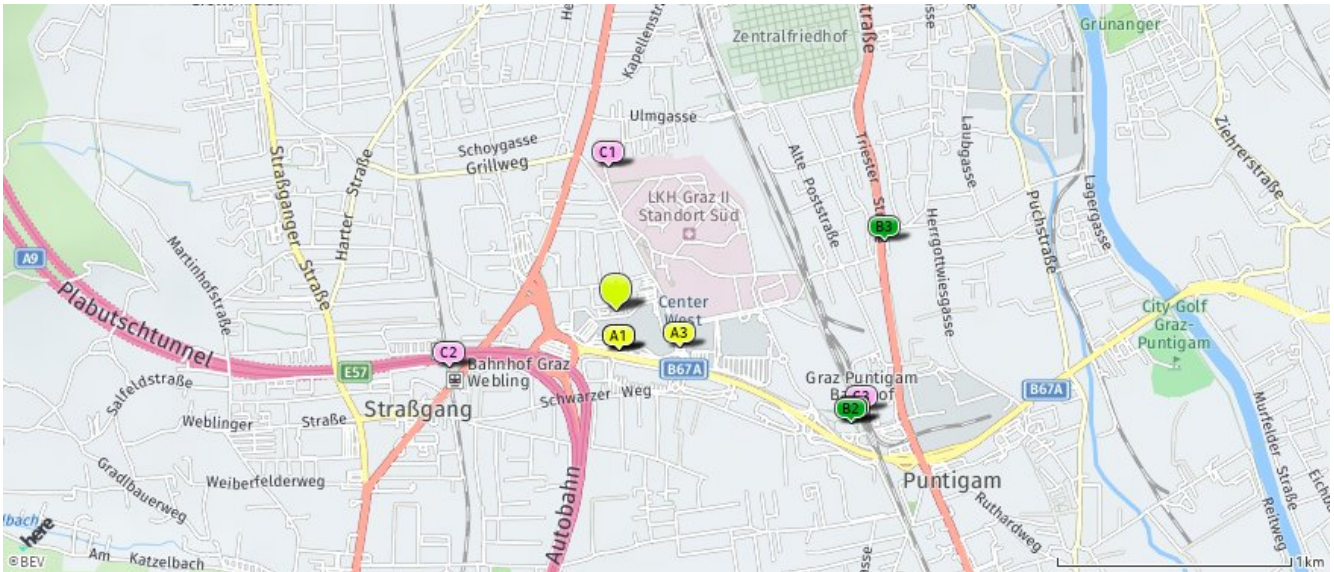 Grünanger
Zentralfriedhof
Kapellenstr.
Ulmgasse
Schoygasse
Grillweg
C1
LKH Graz II
Standort Süd
Alte Poststraße
Triester
B3
Herrgottwiesgasse
Laubgasse
Puchstraße
Lagergasse
Ziehrerstraße
Straßganger Straße
Harter Straße
Martinhofstraße
A9
Plabutschtunnel
Center
West
A1
A3
City Golf
Graz-
Puntigam
C2
E57
Bahnhof Graz
Webling
B67A
Schwarzer Weg
Graz Puntigam
B2
B67A
Salfeldstraße
Weblinger
Straße
Straßgang
Weiberfelderweg
Gradlbauerweg
Autobahn
Puntigam
Ruthardweg
Murfelder Straße
Reitweg
here
Am Katzelbach
©BEV
1km